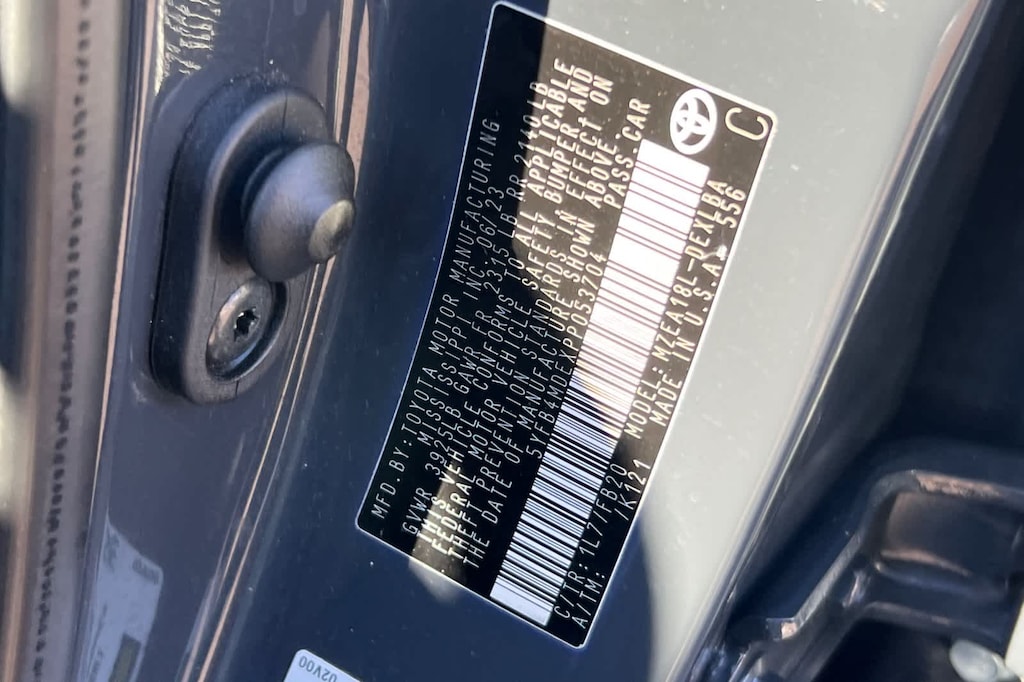 MFD.BY: TOYOTA MOTOR MANUFACTURING
MISSISSIPPI INC. 06/23
GVWR 3925LB GAWR FR 2315LB RR 2140LB
THIS VEHICLE CONFORMS TO ALL APPLICABLE
FEDERAL MOTOR VEHICLE SAFETY, BUMPER, AND
THEFT PREVENTION STANDARDS IN EFFECT ON
THE DATE OF MANUFACTURE SHOWN ABOVE.
5YFB4MDEXPP053704 PASS.CAR
C/TR: 1L7/FB20 MODEL: MZEA18L-DEXLBA
A/TM: /K121 MADE IN U.S.A. 556
C
02V00